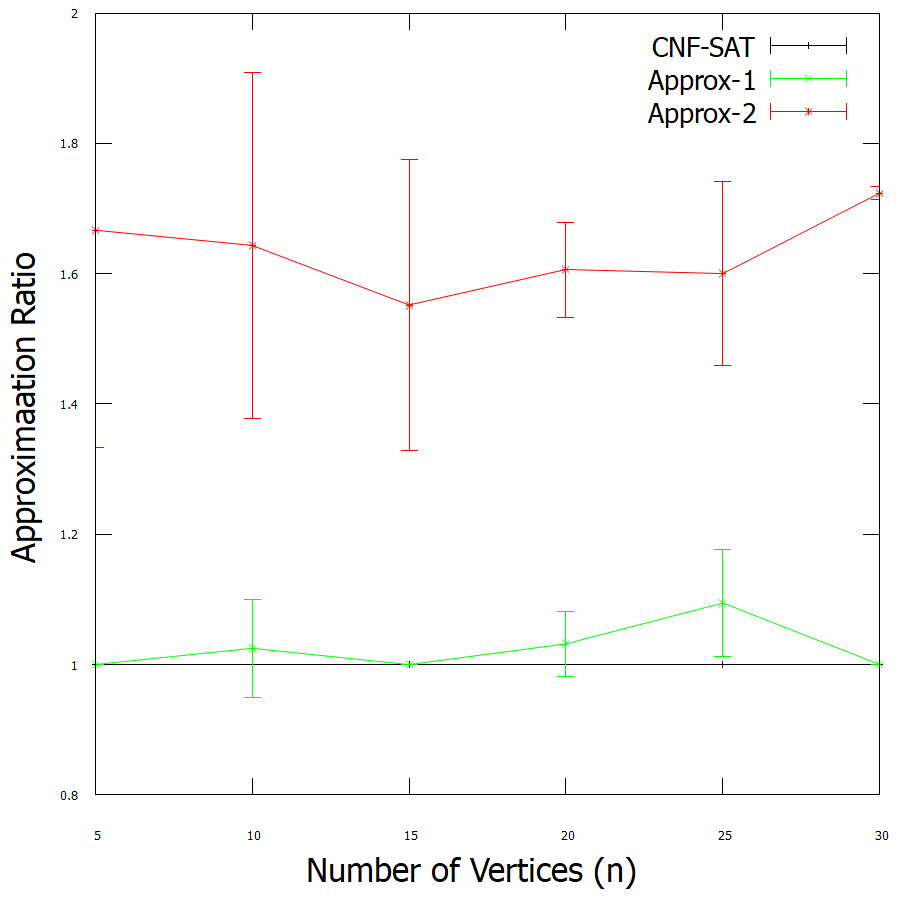 2
CNF-SAT
Approx-1
Approx-2
1.8
1.6
1.4
1.2
1
0.8
Approximaation Ratio
5 10 15 20 25 30
Number of Vertices (n)